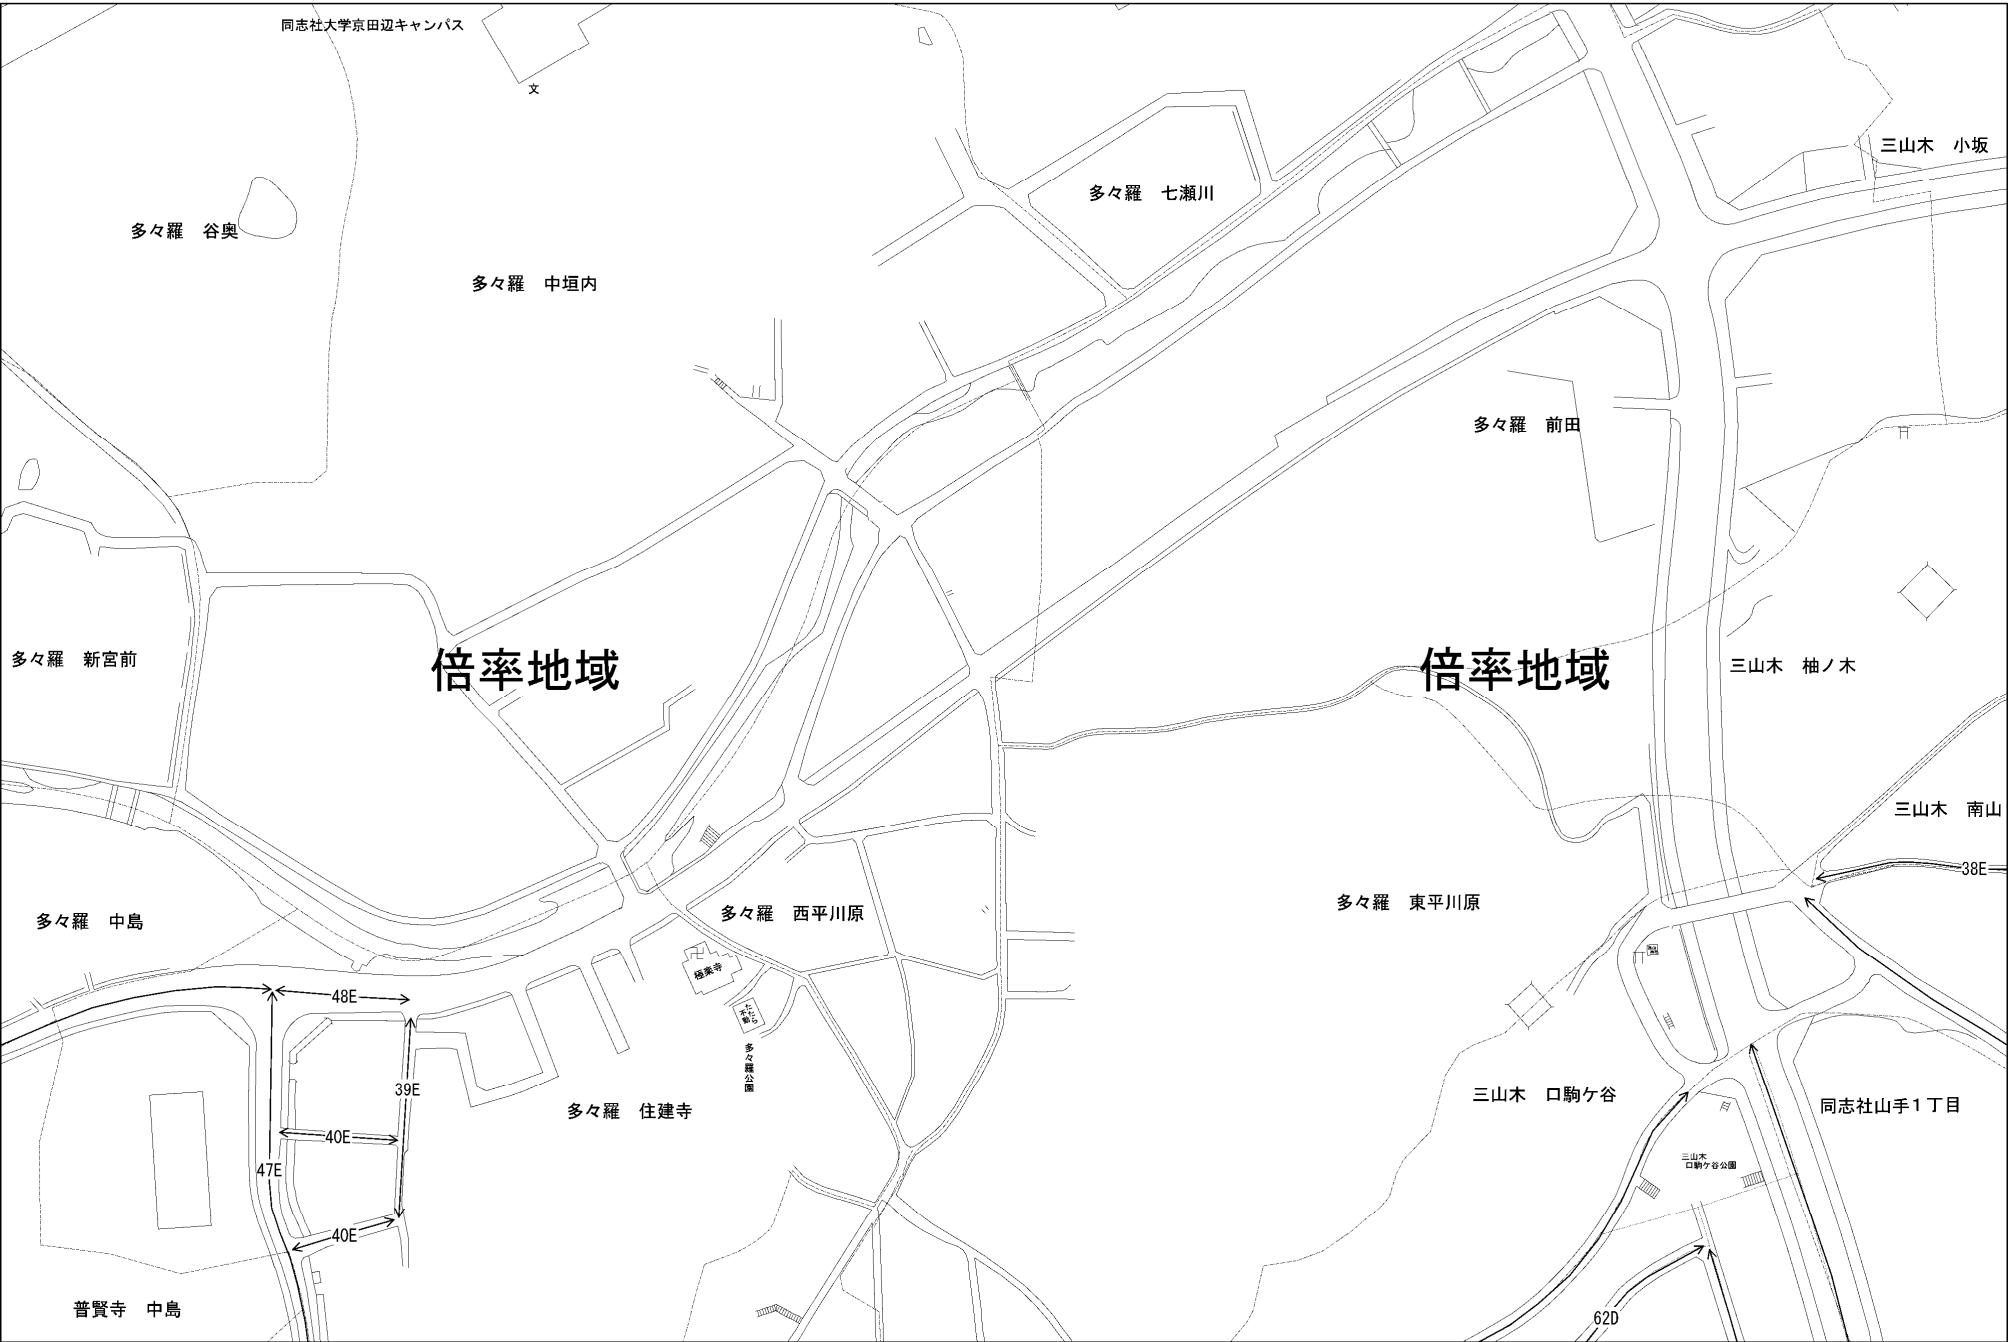 同志社大学京田辺キャンパス
文
三山木　小坂
多々羅　七瀬川
多々羅　谷奥
多々羅　中垣内
多々羅　前田
多々羅　新宮前
倍率地域
倍率地域
三山木　柚ノ木
三山木　南山
38E
多々羅　中島
多々羅　西平川原
多々羅　東平川原
極楽寺
48E
たたら
不動
多々羅公園
39E
多々羅　住建寺
三山木　口駒ケ谷
同志社山手１丁目
40E
47E
三山木
口駒ケ谷公園
40E
普賢寺　中島
62D